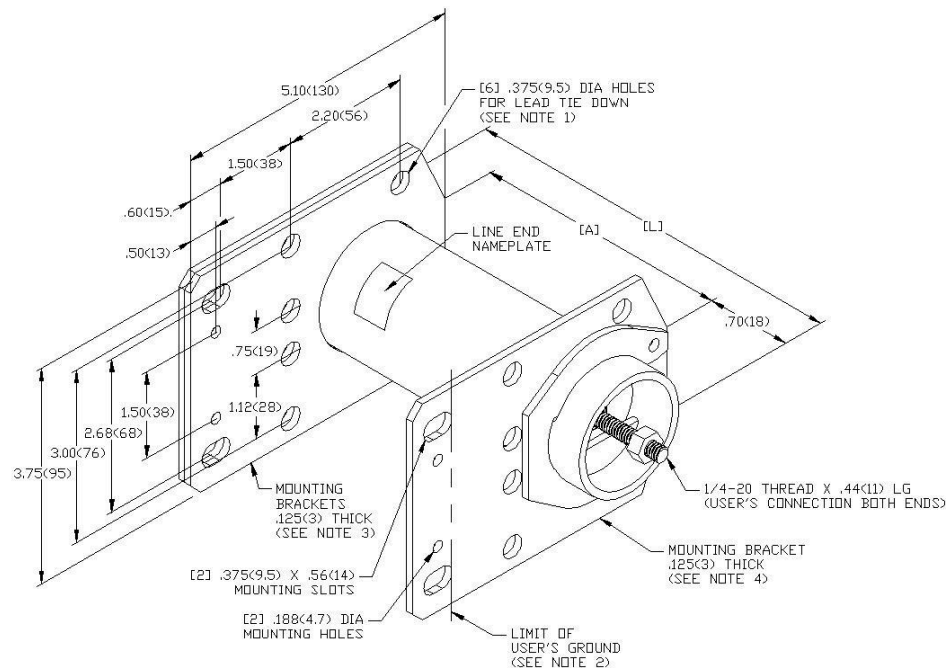 5.10(130)
2.20(56)
[6] .375(9.5) DIA HOLES
FOR LEAD TIE DOWN
(SEE NOTE 1)
1.50(38)
.60(15).
.50(13)
LINE END
NAMEPLATE
[A]
[L]
.70(18)
.75(19)
1.12(28)
1.50(38)
2.68(68)
3.00(76)
3.75(95)
MOUNTING
BRACKETS
.125(3) THICK
(SEE NOTE 3)
1/4-20 THREAD X .44(11) LG
(USER'S CONNECTION BOTH ENDS)
MOUNTING BRACKET
.125(3) THICK
(SEE NOTE 4)
[2] .375(9.5) X .56(14)
MOUNTING SLOTS
[2] .188(4.7) DIA
MOUNTING HOLES
LIMIT OF
USER'S GROUND
(SEE NOTE 2)